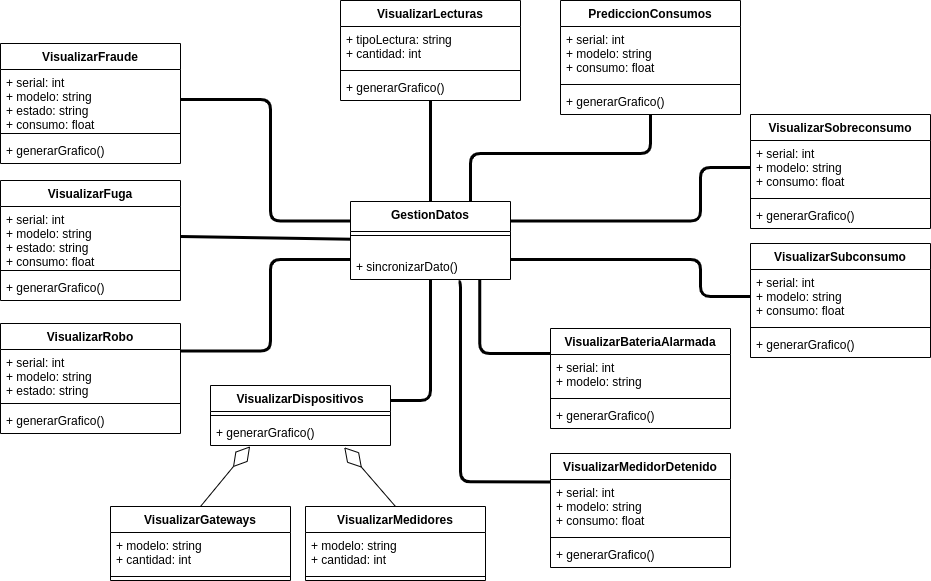 VisualizarLecturas
+ tipoLectura: string
+ cantidad: int
+ generarGrafico()
PrediccionConsumos
+ serial: int
+ modelo: string
+ consumo: float
+ generarGrafico()
VisualizarFraude
+ serial: int
+ modelo: string
+ estado: string
+ consumo: float
+ generarGrafico()
VisualizarSobreconsumo
+ serial: int
+ modelo: string
+ consumo: float
+ generarGrafico()
VisualizarFuga
+ serial: int
+ modelo: string
+ estado: string
+ consumo: float
+ generarGrafico()
GestionDatos
+ sincronizarDato()
VisualizarSubconsumo
+ serial: int
+ modelo: string
+ consumo: float
+ generarGrafico()
VisualizarRobo
+ serial: int
+ modelo: string
+ estado: string
+ generarGrafico()
VisualizarBateriaAlarmada
+ serial: int
+ modelo: string
+ generarGrafico()
VisualizarDispositivos
+ generarGrafico()
VisualizarMedidorDetenido
+ serial: int
+ modelo: string
+ consumo: float
+ generarGrafico()
VisualizarGateways
+ modelo: string
+ cantidad: int
VisualizarMedidores
+ modelo: string
+ cantidad: int